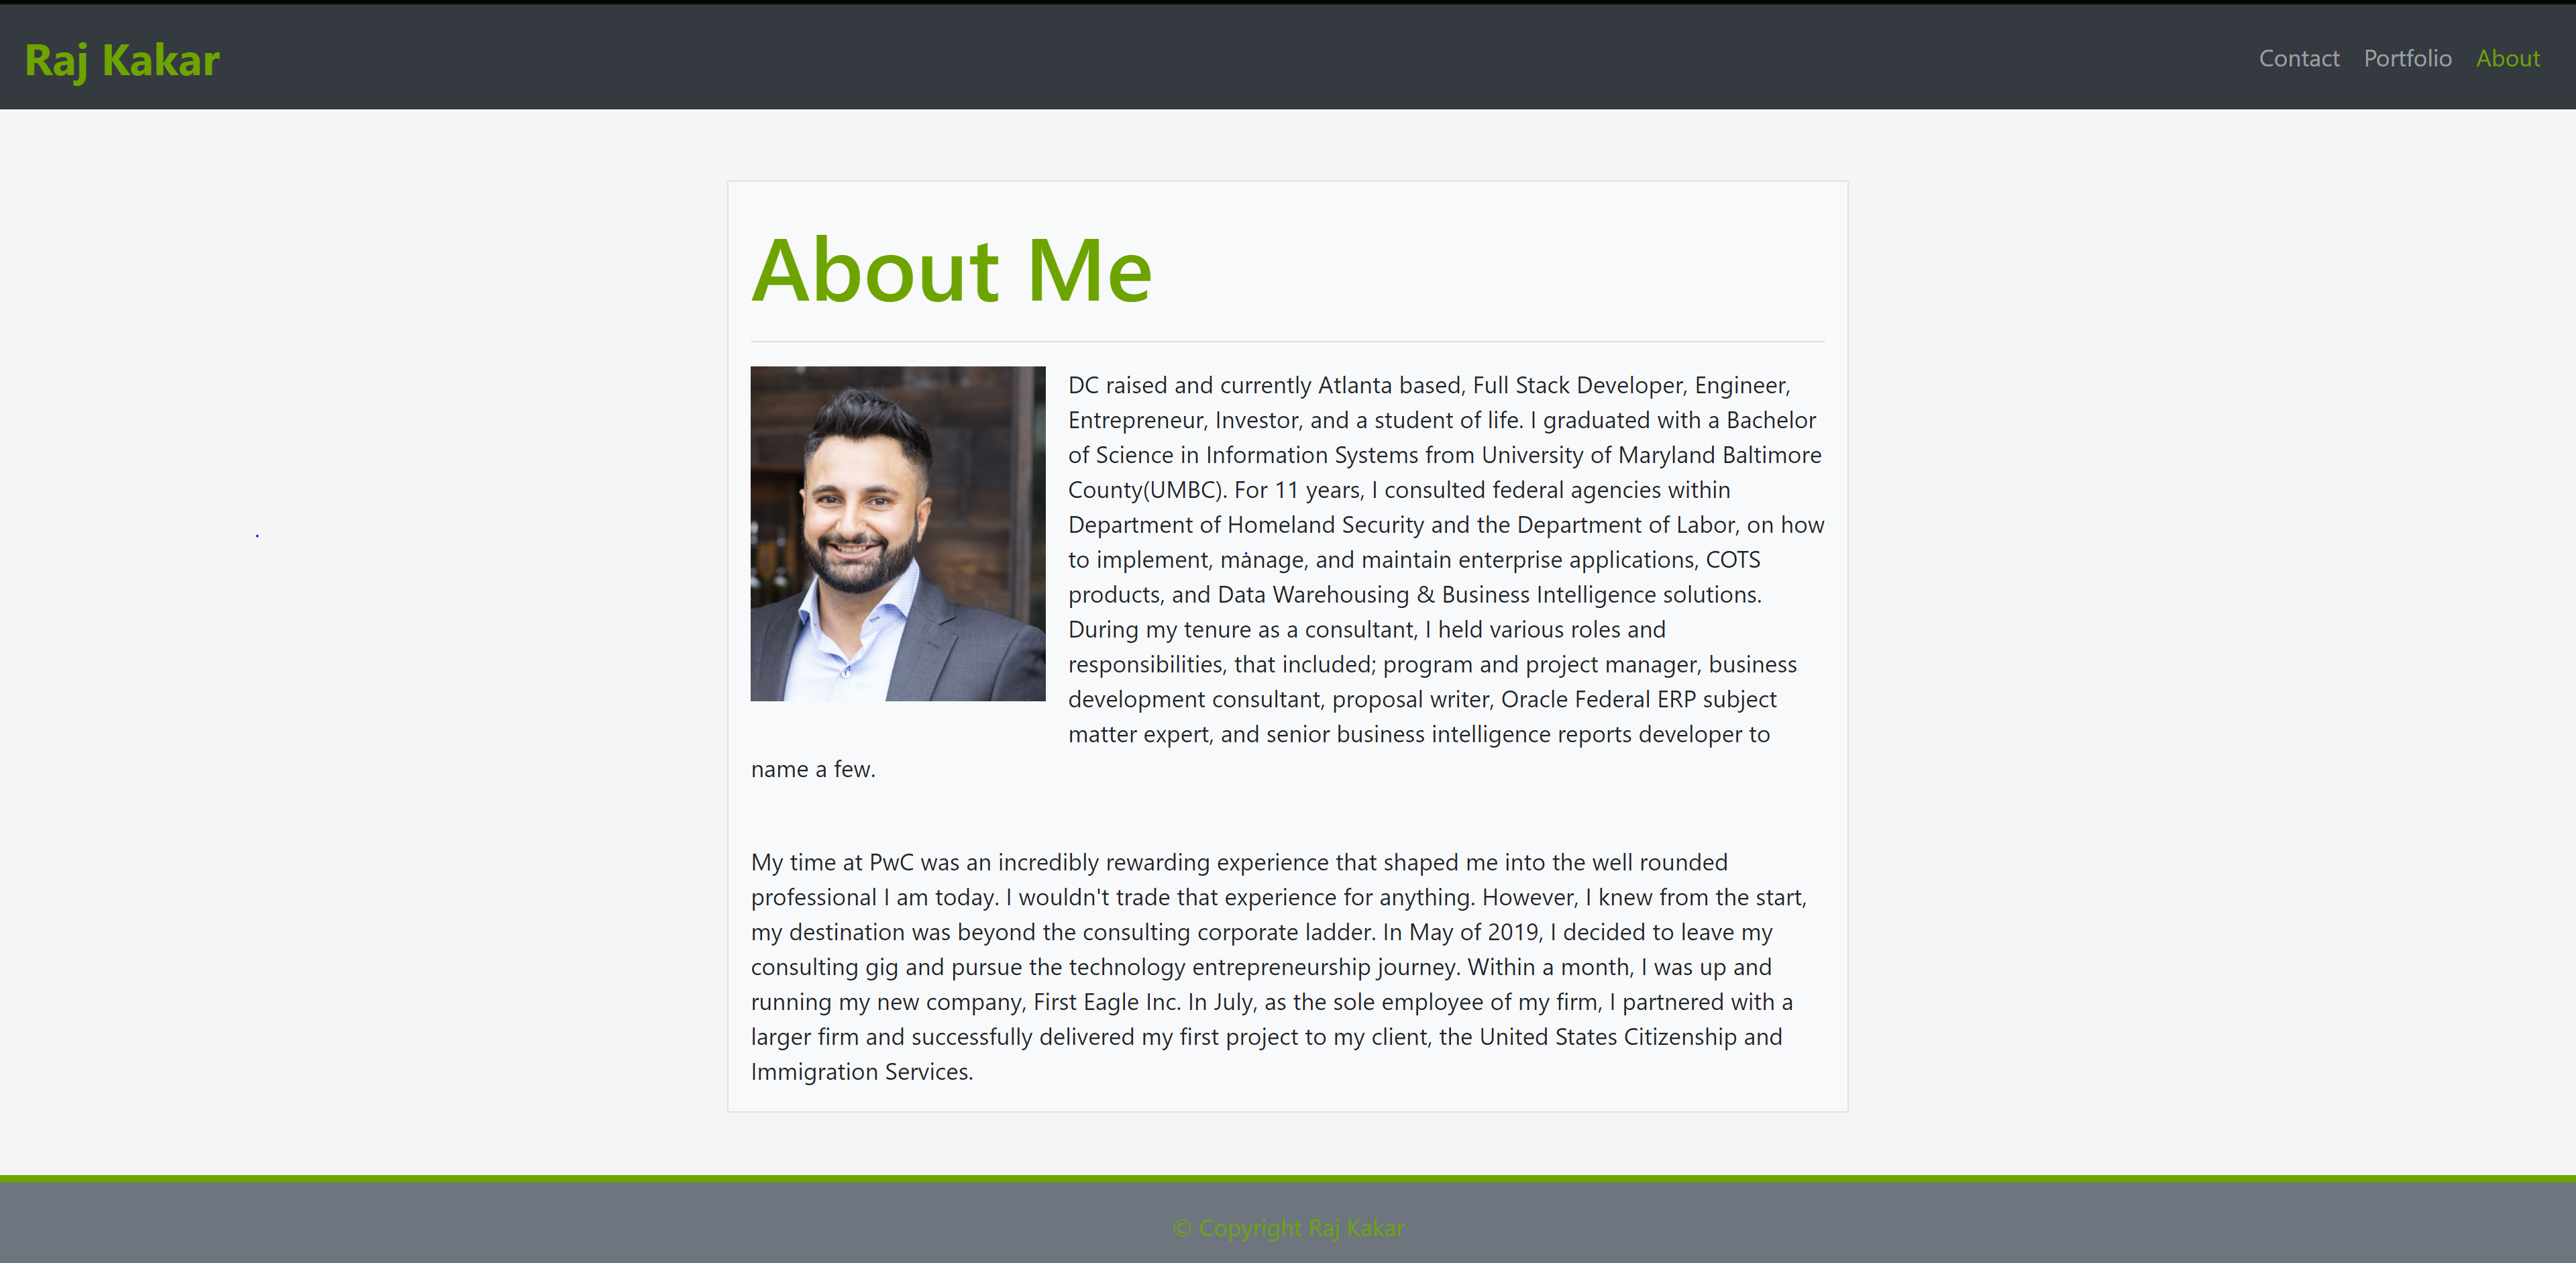 Raj Kakar
Contact Portfolio About
About Me
DC raised and currently Atlanta based, Full Stack Developer, Engineer,
Entrepreneur, Investor, and a student of life. I graduated with a Bachelor
of Science in Information Systems from University of Maryland Baltimore
County(UMBC). For 11 years, I consulted federal agencies within
Department of Homeland Security and the Department of Labor, on how
to implement, manage, and maintain enterprise applications, COTS
products, and Data Warehousing & Business Intelligence solutions.
During my tenure as a consultant, I held various roles and
responsibilities, that included; program and project manager, business
development consultant, proposal writer, Oracle Federal ERP subject
matter expert, and senior business intelligence reports developer to
name a few.
My time at PwC was an incredibly rewarding experience that shaped me into the well rounded
professional I am today. I wouldn't trade that experience for anything. However, I knew from the start,
my destination was beyond the consulting corporate ladder. In May of 2019, I decided to leave my
consulting gig and pursue the technology entrepreneurship journey. Within a month, I was up and
running my new company, First Eagle Inc. In July, as the sole employee of my firm, I partnered with a
larger firm and successfully delivered my first project to my client, the United States Citizenship and
Immigration Services.
© Copyright Raj Kakar